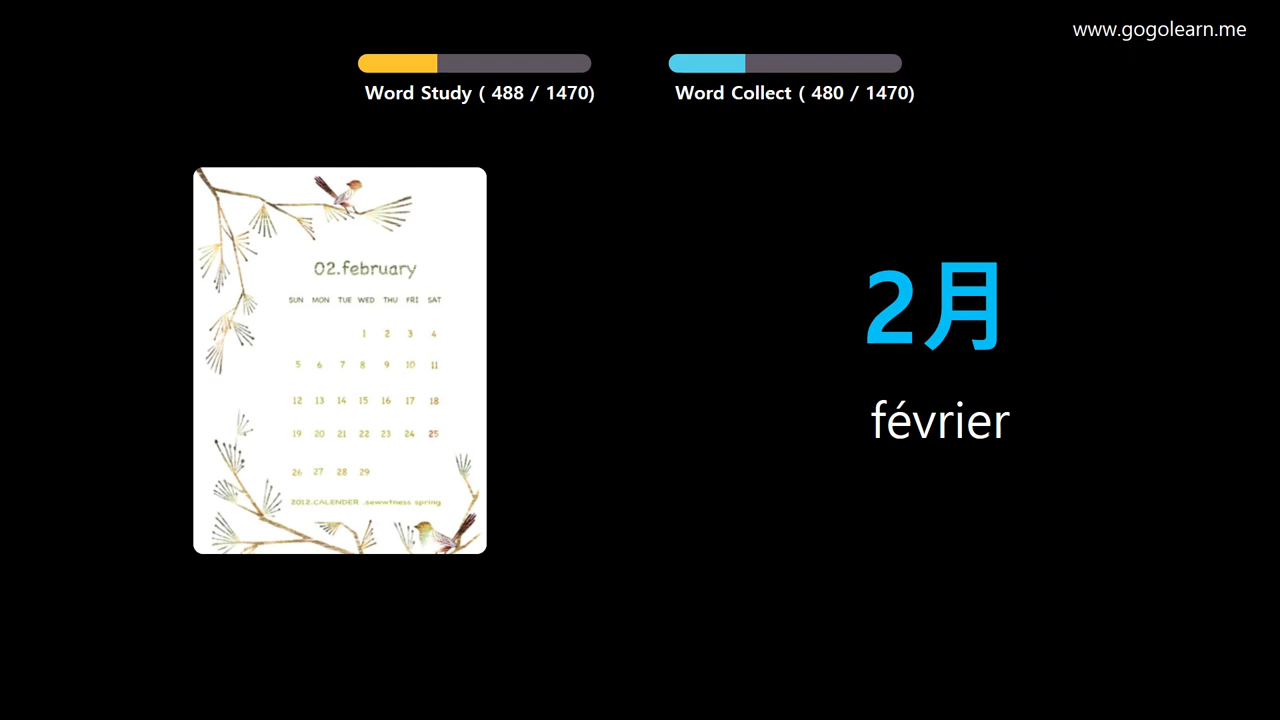 www.gogolearn.me
Word Study ( 488 / 1470)
Word Collect ( 480 / 1470)
02.february
SUN MON TUE WED THU FRI SAT
1 2 3 4
5 6 7 8 9 10 11
12 13 14 15 16 17 18
19 20 21 22 23 24 25
26 27 28 29
2012.CALENDER .sewwtness spring
2月
février